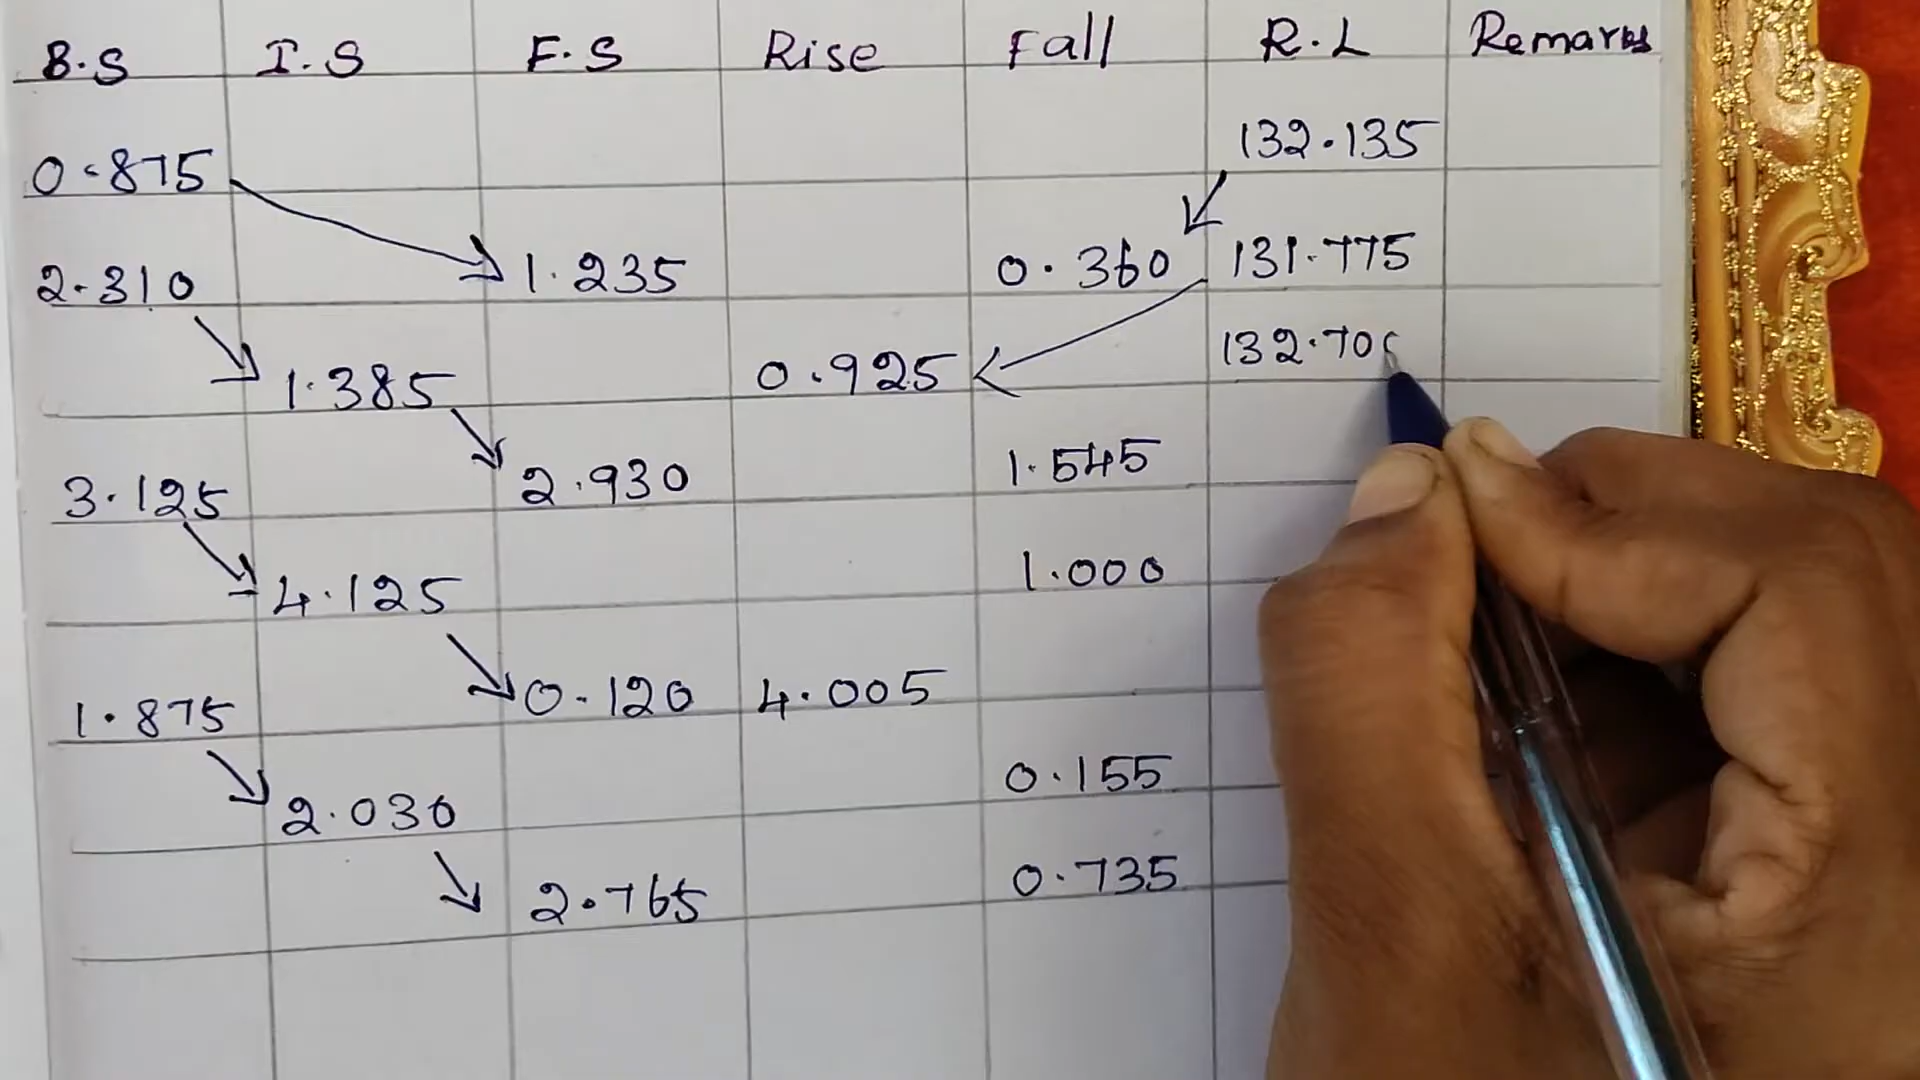 B.S I.S F.S Rise Fall R.L Remarks
0.875 132.135
2.310 1.235 0.360 131.775
1.385 0.925 132.70
3.125 2.930 1.545
4.125 1.000
1.875 0.120 4.005
2.030 0.155
2.765 0.735